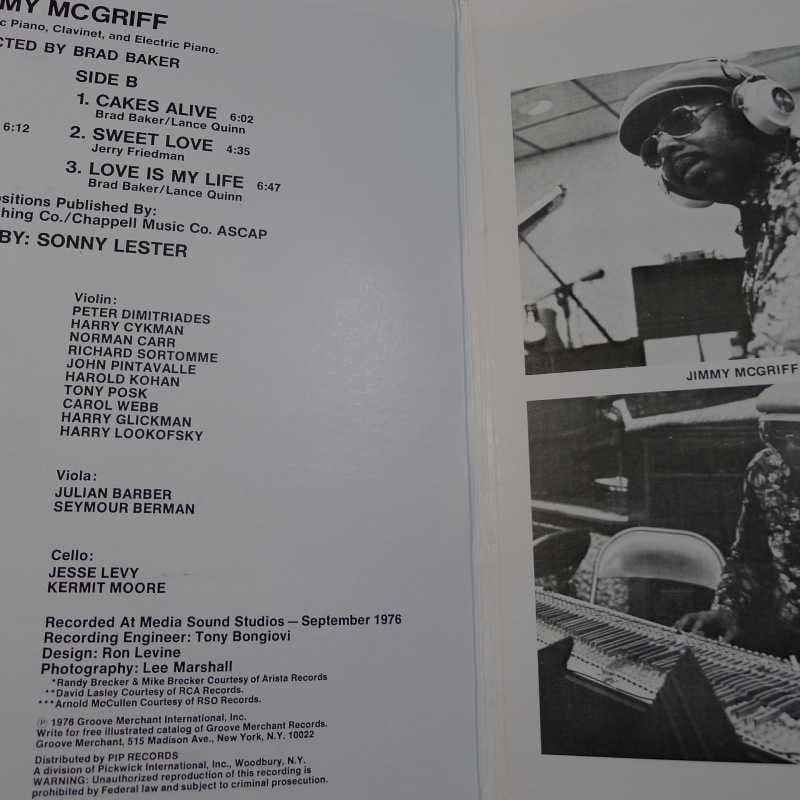 MY MCGRIFF
c Piano, Clavinet, and Electric Piano.
CTED BY BRAD BAKER
SIDE B
1. CAKES ALIVE 6:02
Brad Baker/Lance Quinn
6:12
2. SWEET LOVE 4:35
Jerry Friedman
3. LOVE IS MY LIFE 6:47
Brad Baker/Lance Quinn
ositions Published By:
hing Co./Chappell Music Co. ASCAP
BY: SONNY LESTER
Violin:
PETER DIMITRIADES
HARRY CYKMAN
NORMAN CARR
RICHARD SORTOMME
JOHN PINTAVALLE
HAROLD KOHAN
TONY POSK
CAROL WEBB
HARRY GLICKMAN
HARRY LOOKOFSKY
Viola:
JULIAN BARBER
SEYMOUR BERMAN
Cello:
JESSE LEVY
KERMIT MOORE
Recorded At Media Sound Studios — September 1976
Recording Engineer: Tony Bongiovi
Design: Ron Levine
Photography: Lee Marshall
*Randy Brecker & Mike Brecker Courtesy of Arista Records
**David Lasley Courtesy of RCA Records.
***Arnold McCullen Courtesy of RSO Records.
Ⓟ 1976 Groove Merchant International, Inc.
Write for free illustrated catalog of Groove Merchant Records.
Groove Merchant, 515 Madison Ave., New York, N.Y. 10022
Distributed by PIP RECORDS
A division of Pickwick International, Inc., Woodbury, N.Y.
WARNING: Unauthorized reproduction of this recording is
prohibited by Federal law and subject to criminal prosecution.
JIMMY MCGRIFF